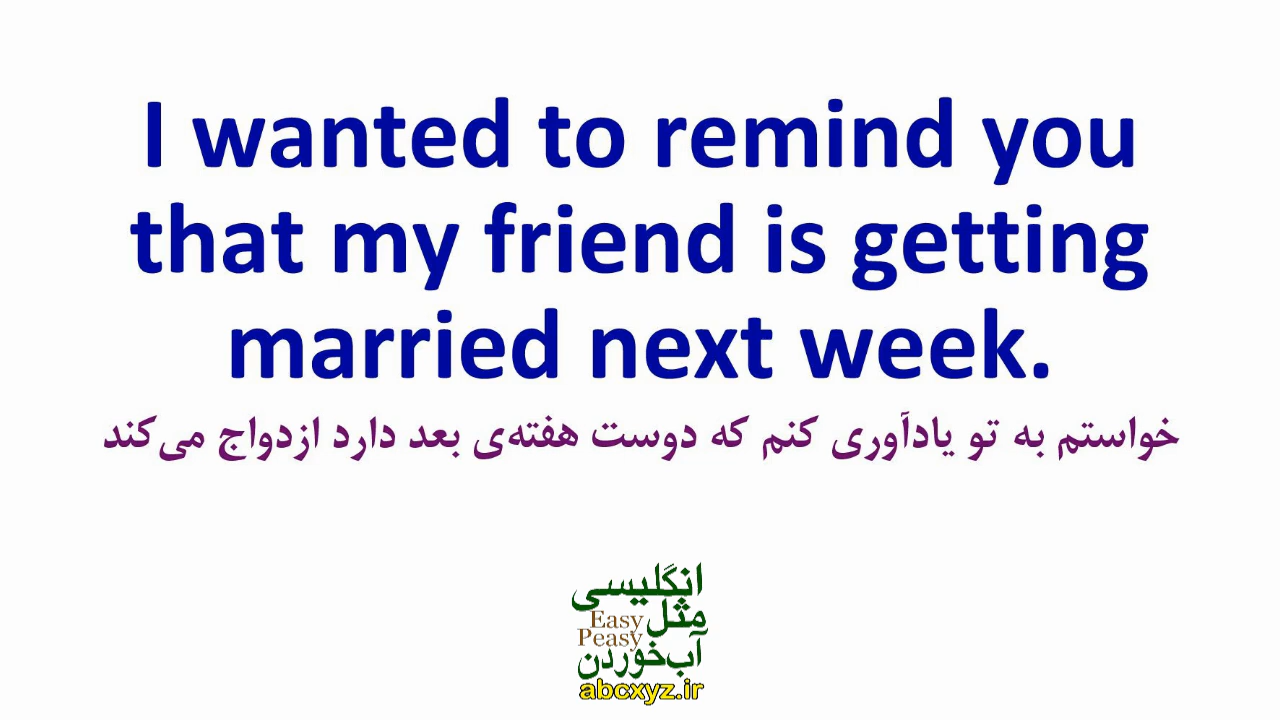 I wanted to remind you
that my friend is getting
married next week.
خواستم به تو یادآوری کنم که دوست هفته‌ی بعد دارد ازدواج می‌کند
انگلیسی
مثل
Easy
Peasy
آب‌خوردن
abcxyz.ir